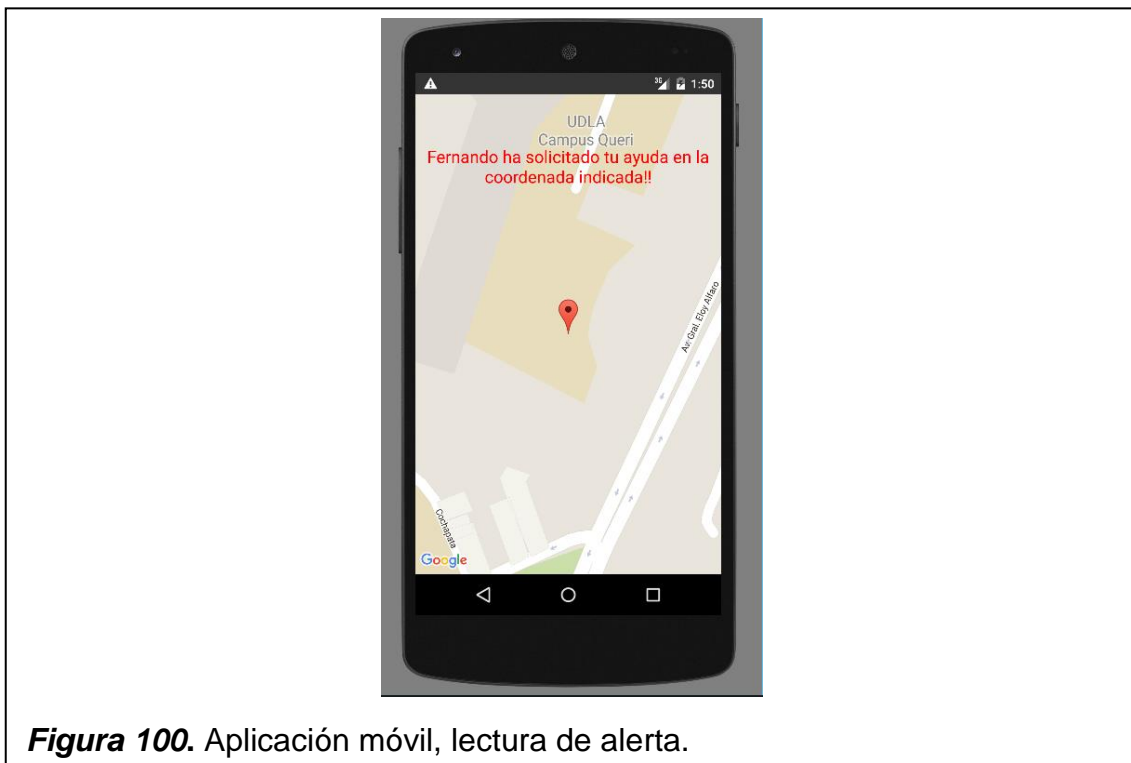 3G 1:50
UDLA
Campus Queri
Fernando ha solicitado tu ayuda en la
coordenada indicada!!
Av. Gral. Eloy Alfaro
Cochapata
Google
Figura 100. Aplicación móvil, lectura de alerta.